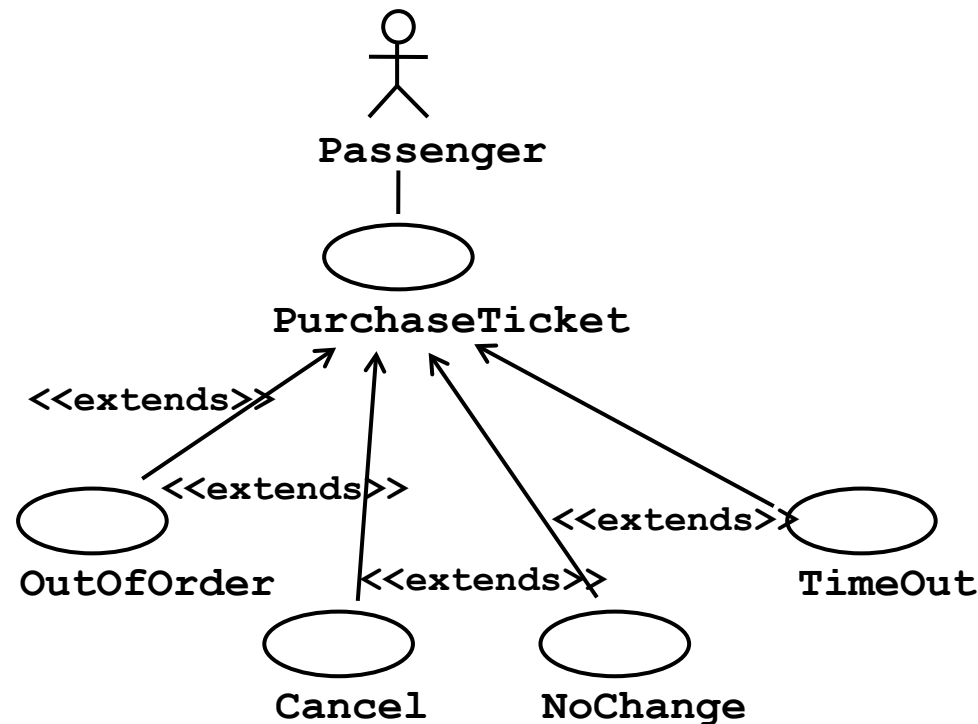 Passenger
PurchaseTicket
<<extends>>
<<extends>>
<<extends>>
<<extends>>
OutOfOrder
TimeOut
Cancel
NoChange